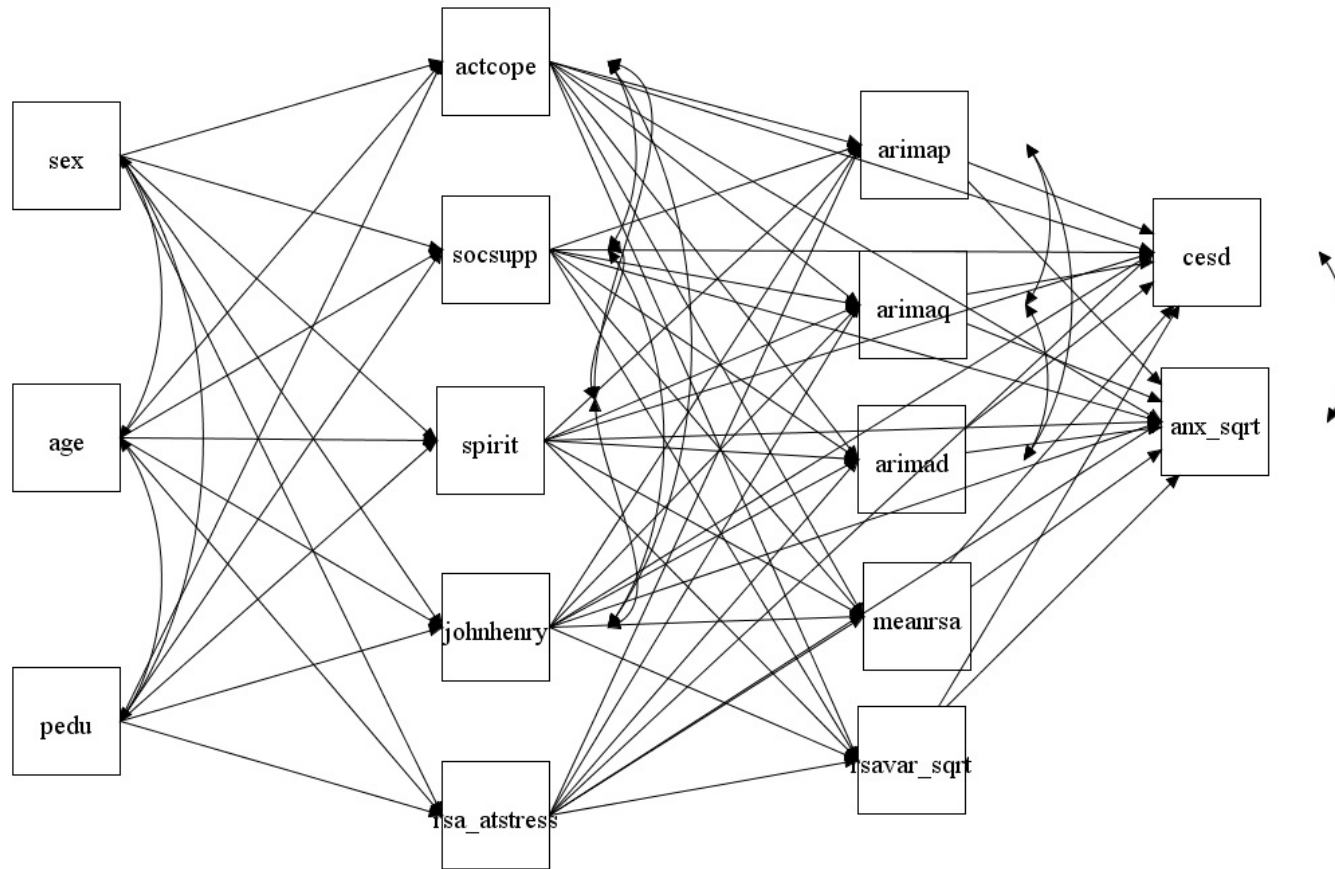 sex
age
pedu
actcope
socsupp
spirit
johnhenry
rsa_atstress
arimap
arimaq
arimad
meanrsa
rsavar_sqrt
cesd
anx_sqrt